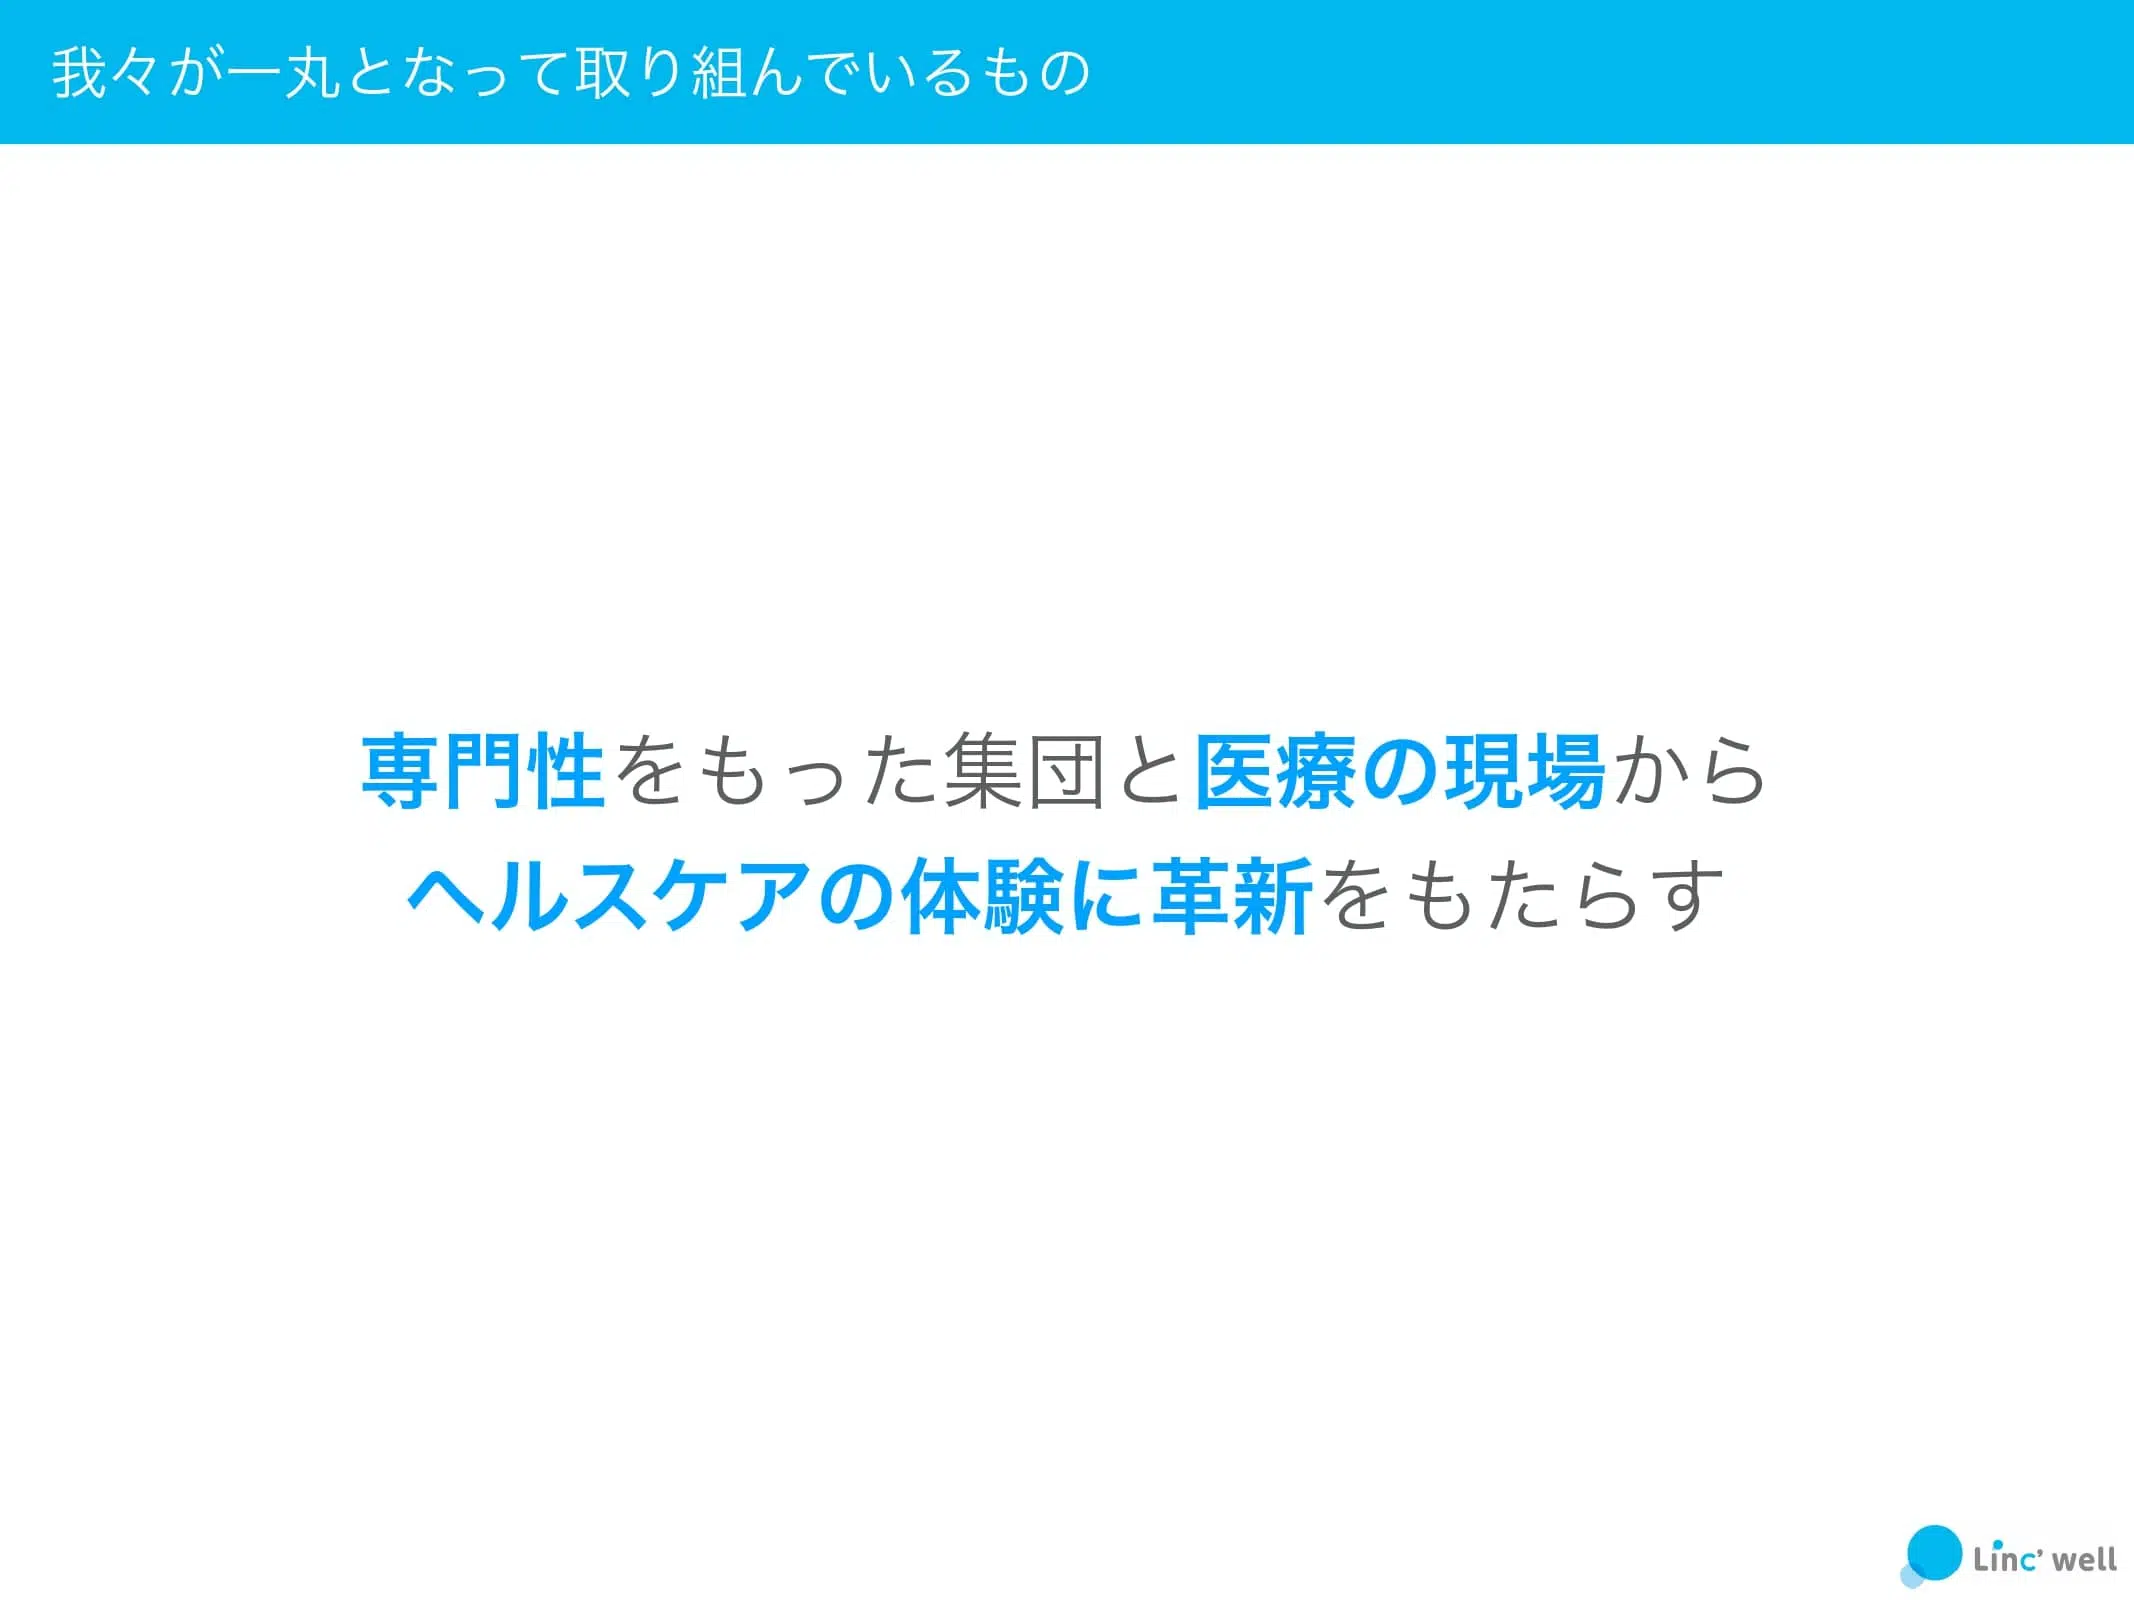 我々が一丸となって取り組んでいるもの
専門性をもった集団と医療の現場から
ヘルスケアの体験に革新をもたらす
Linc' well